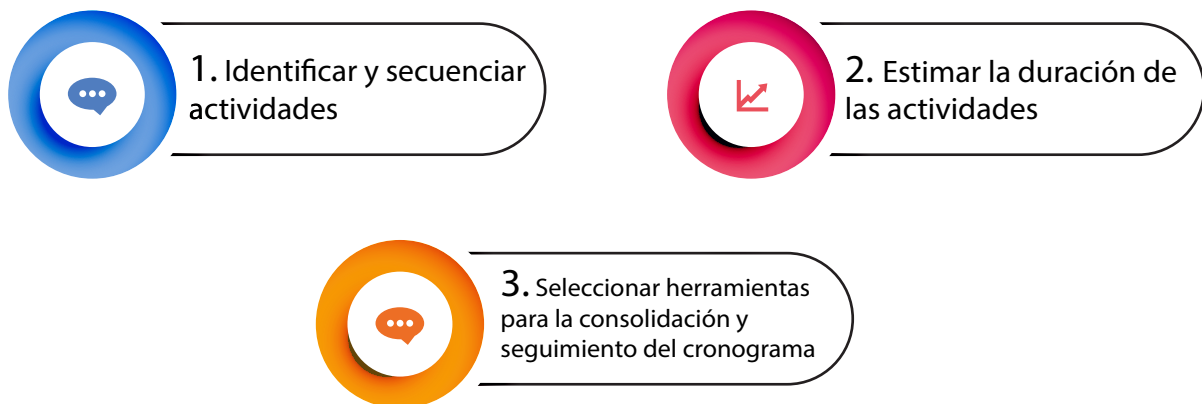 1. Identificar y secuenciar
actividades
2. Estimar la duración de
las actividades
3. Seleccionar herramientas
para la consolidación y
seguimiento del cronograma